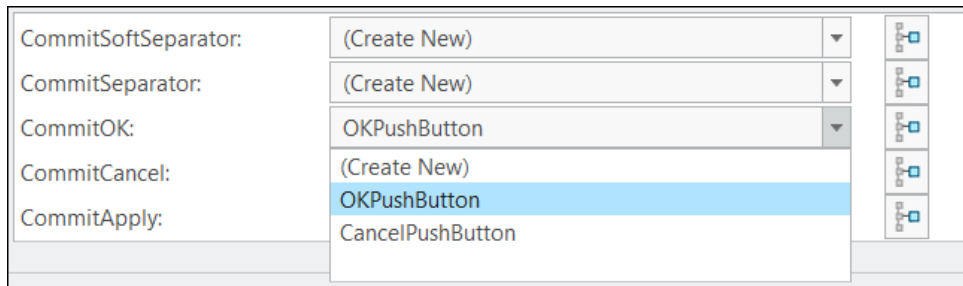 CommitSoftSeparator: (Create New)
CommitSeparator: (Create New)
CommitOK: OKPushButton
CommitCancel: (Create New)
OKPushButton
CommitApply: CancelPushButton